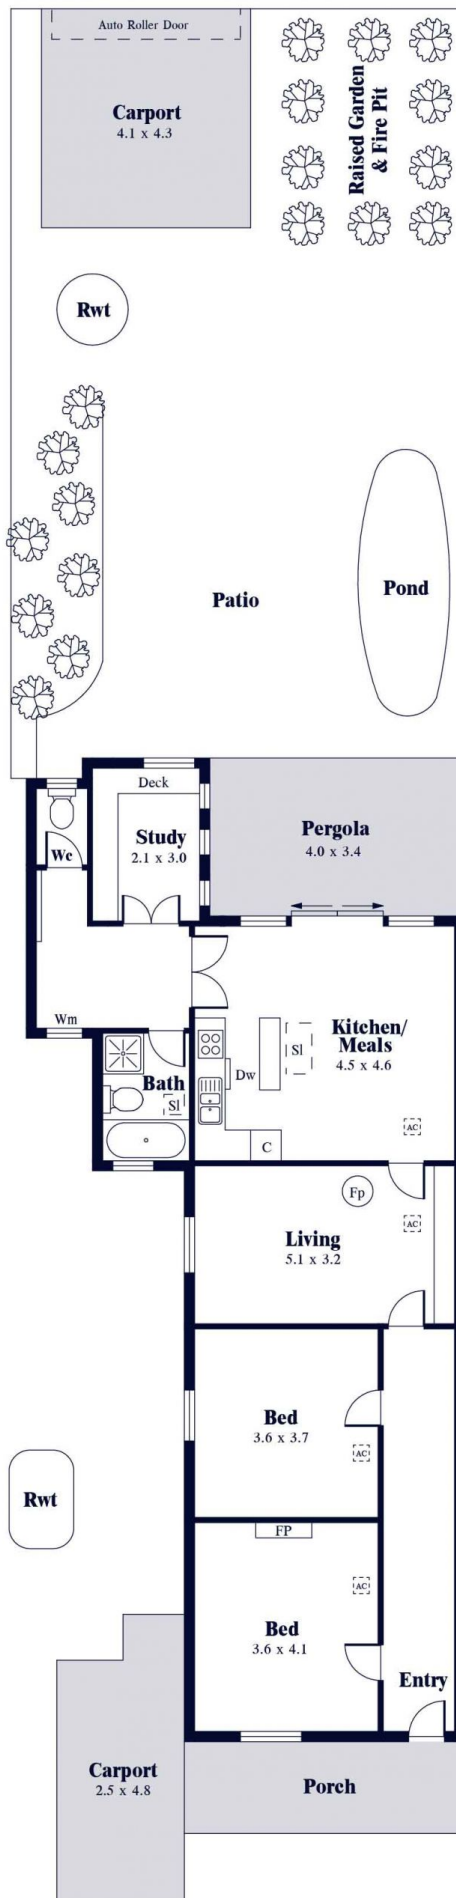 Auto Roller Door
Carport
4.1 x 4.3
Raised Garden
& Fire Pit
Rwt
Patio
Pond
Deck
Study
2.1 x 3.0
Wc
Pergola
4.0 x 3.4
Wm
Bath
Sl
Dw
Sl
Kitchen/
Meals
4.5 x 4.6
C
AC
Fp
AC
Living
5.1 x 3.2
Bed
3.6 x 3.7
AC
Rwt
FP
AC
Bed
3.6 x 4.1
Entry
Carport
2.5 x 4.8
Porch